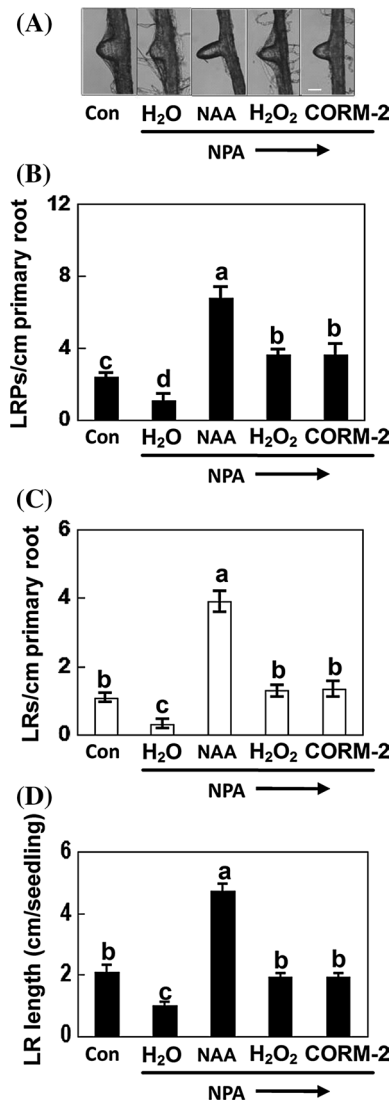 (A)
Con H₂O NAA H₂O₂ CORM-2
NPA
(B)
LRPs/cm primary root
12
8
4
0
c d a b b
Con H₂O NAA H₂O₂ CORM-2
NPA
(C)
LRs/cm primary root
6
4
2
0
b c a b b
Con H₂O NAA H₂O₂ CORM-2
NPA
(D)
LR length (cm/seedling)
6
4
2
0
b c a b b
Con H₂O NAA H₂O₂ CORM-2
NPA